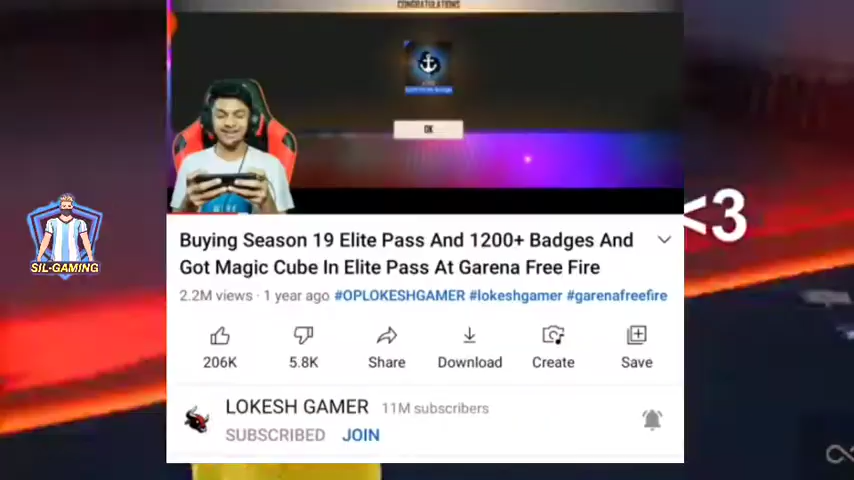 CONGRATULATIONS
OK
<3
SIL-GAMING
Buying Season 19 Elite Pass And 1200+ Badges And
Got Magic Cube In Elite Pass At Garena Free Fire
2.2M views · 1 year ago #OPLOKESHGAMER #lokeshgamer #garenafreefire
206K 5.8K Share Download Create Save
LOKESH GAMER 11M subscribers
SUBSCRIBED JOIN